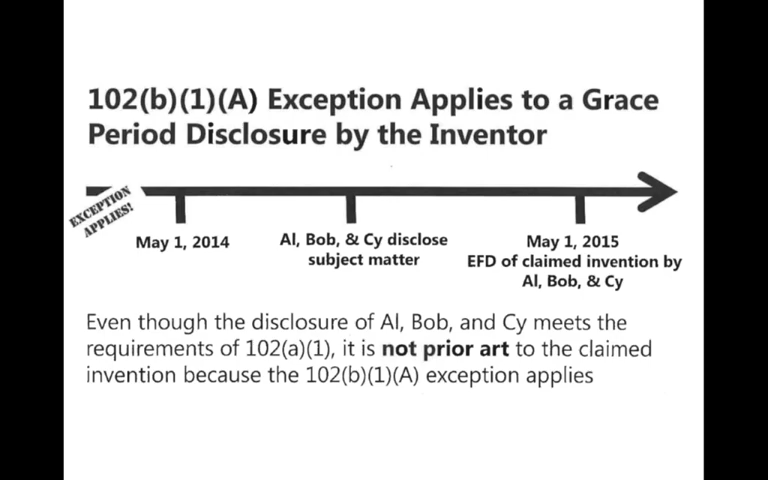 102(b)(1)(A) Exception Applies to a Grace
Period Disclosure by the Inventor
EXCEPTION
APPLIES!
May 1, 2014
Al, Bob, & Cy disclose
subject matter
May 1, 2015
EFD of claimed invention by
Al, Bob, & Cy
Even though the disclosure of Al, Bob, and Cy meets the
requirements of 102(a)(1), it is not prior art to the claimed
invention because the 102(b)(1)(A) exception applies